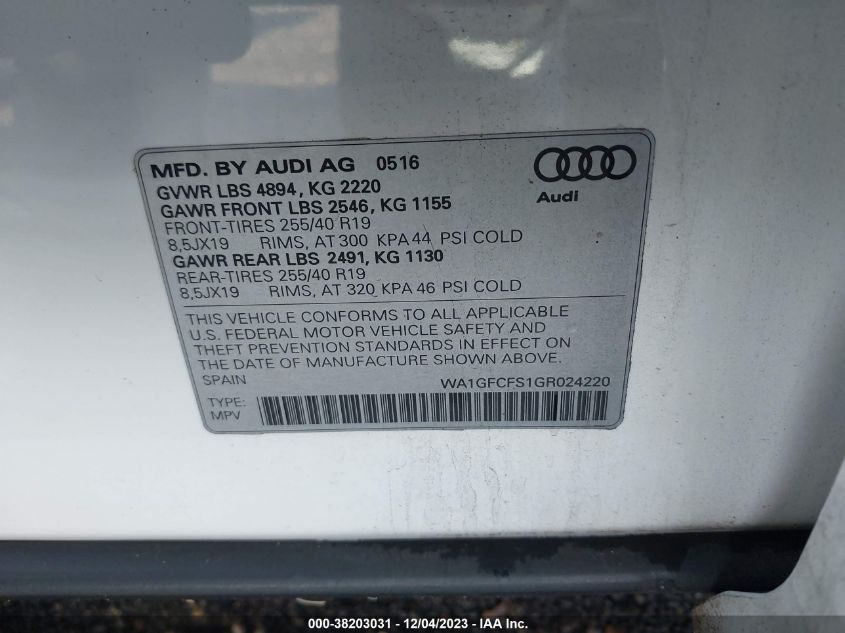 MFD. BY AUDI AG 0516
GVWR LBS 4894, KG 2220
GAWR FRONT LBS 2546, KG 1155
FRONT-TIRES 255/40 R19
8,5JX19 RIMS, AT 300 KPA 44 PSI COLD
GAWR REAR LBS 2491, KG 1130
REAR-TIRES 255/40 R19
8,5JX19 RIMS, AT 320 KPA 46 PSI COLD
Audi
THIS VEHICLE CONFORMS TO ALL APPLICABLE
U.S. FEDERAL MOTOR VEHICLE SAFETY AND
THEFT PREVENTION STANDARDS IN EFFECT ON
THE DATE OF MANUFACTURE SHOWN ABOVE.
SPAIN WA1GFCFS1GR024220
TYPE:
MPV
000-38203031 - 12/04/2023 - IAA Inc.